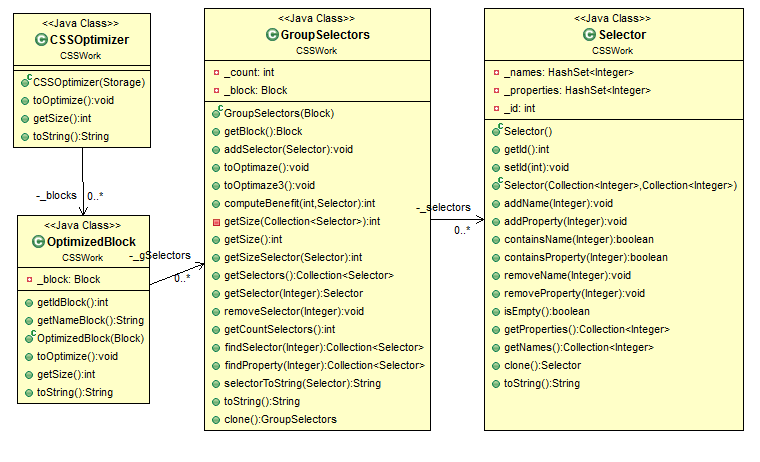 <<Java Class>>
CSSOptimizer
CSSWork
CSSOptimizer(Storage)
toOptimize():void
getSize():int
toString():String
-_blocks
0..*
<<Java Class>>
OptimizedBlock
CSSWork
_block: Block
getIdBlock():int
getNameBlock():String
OptimizedBlock(Block)
toOptimize():void
getSize():int
toString():String
-_gSelectors
0..*
<<Java Class>>
GroupSelectors
CSSWork
_count: int
_block: Block
GroupSelectors(Block)
getBlock():Block
addSelector(Selector):void
toOptimaze():void
toOptimaze3():void
computeBenefit(int,Selector):int
getSize(Collection<Selector>):int
getSize():int
getSizeSelector(Selector):int
getSelectors():Collection<Selector>
getSelector(Integer):Selector
removeSelector(Integer):void
getCountSelectors():int
findSelector(Integer):Collection<Selector>
findProperty(Integer):Collection<Selector>
selectorToString(Selector):String
toString():String
clone():GroupSelectors
-_selectors
0..*
<<Java Class>>
Selector
CSSWork
_names: HashSet<Integer>
_properties: HashSet<Integer>
_id: int
Selector()
getId():int
setId(int):void
Selector(Collection<Integer>,Collection<Integer>)
addName(Integer):void
addProperty(Integer):void
containsName(Integer):boolean
containsProperty(Integer):boolean
removeName(Integer):void
removeProperty(Integer):void
isEmpty():boolean
getProperties():Collection<Integer>
getNames():Collection<Integer>
clone():Selector
toString():String